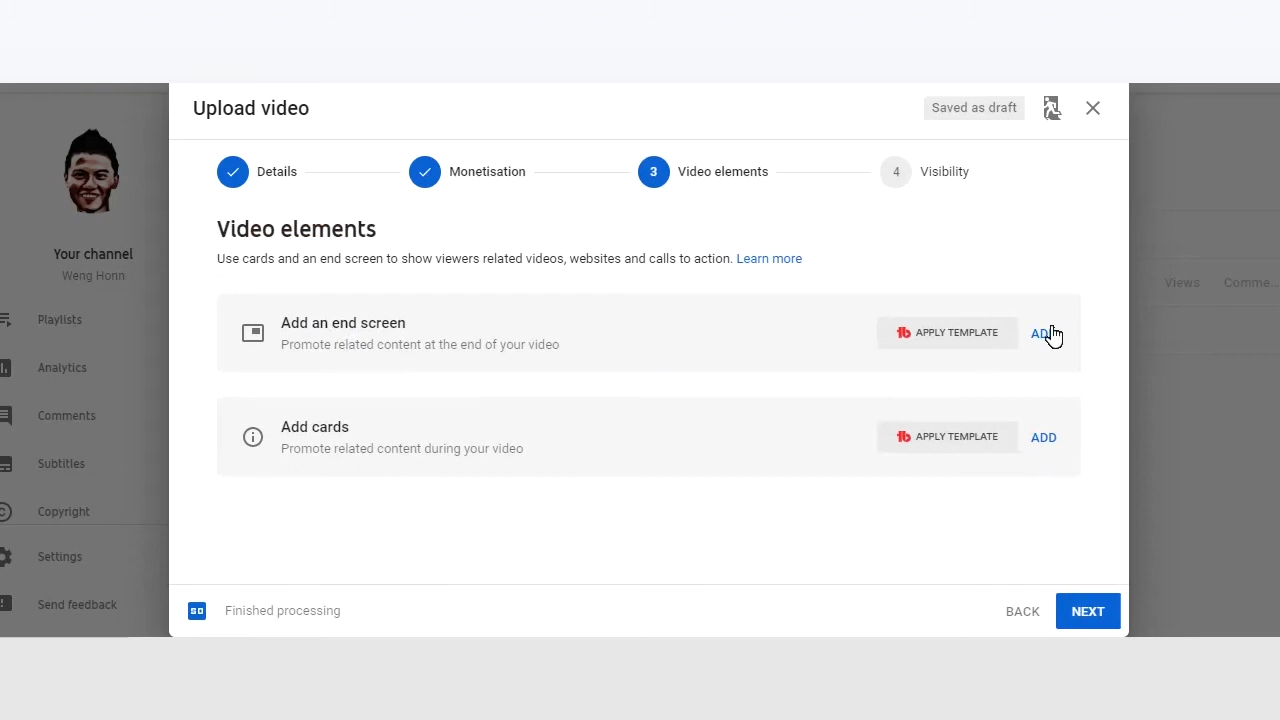 Upload video
Saved as draft
Details
Monetisation
3
Video elements
4
Visibility
Your channel
Weng Honn
Playlists
Analytics
Comments
Subtitles
Copyright
Settings
Send feedback
Video elements
Use cards and an end screen to show viewers related videos, websites and calls to action. Learn more
Add an end screen
Promote related content at the end of your video
tb APPLY TEMPLATE
Add cards
Promote related content during your video
tb APPLY TEMPLATE
ADD
Views
Comme...
SD
Finished processing
BACK
NEXT